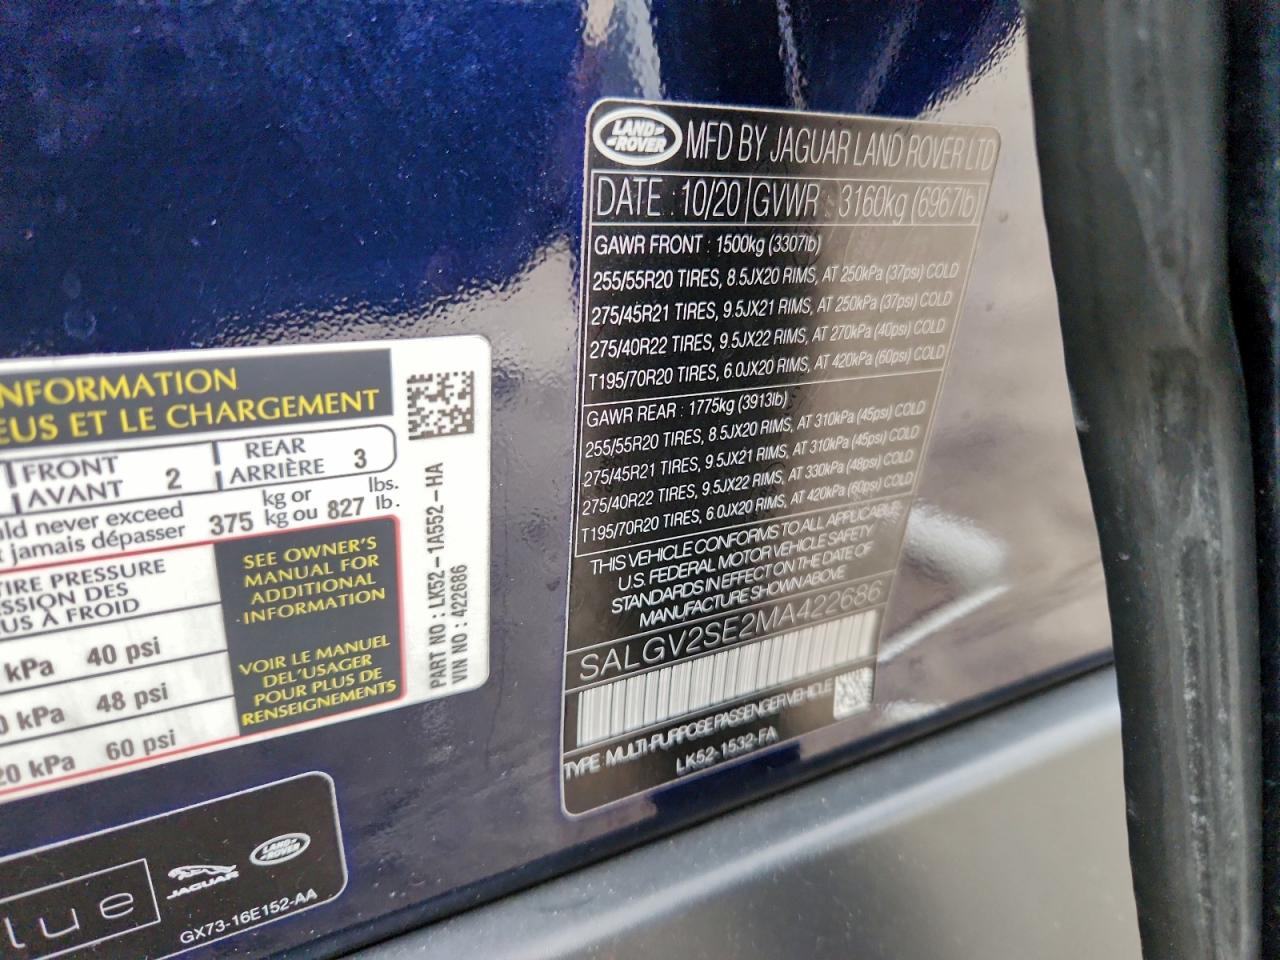 NFORMATION
EUS ET LE CHARGEMENT
FRONT
AVANT
2
REAR
ARRIÈRE
3
uld never exceed
jamais dépasser
375
kg or
kg ou
827
lbs.
lb.
TIRE PRESSURE
SSION DES
US À FROID
kPa 40 psi
0 kPa 48 psi
20 kPa 60 psi
SEE OWNER'S
MANUAL FOR
ADDITIONAL
INFORMATION
VOIR LE MANUEL
DEL'USAGER
POUR PLUS DE
RENSEIGNEMENTS
PART NO : LK52-1A552-HA
VIN NO : 422686
lue
JAGUAR
LAND ROVER
GX73-16E152-AA
LAND
ROVER
MFD BY JAGUAR LAND ROVER LTD
DATE : 10/20 GVWR : 3160kg (6967lb)
GAWR FRONT : 1500kg (3307lb)
255/55R20 TIRES, 8.5JX20 RIMS, AT 250kPa (37psi) COLD
275/45R21 TIRES, 9.5JX21 RIMS, AT 250kPa (37psi) COLD
275/40R22 TIRES, 9.5JX22 RIMS, AT 270kPa (40psi) COLD
T195/70R20 TIRES, 6.0JX20 RIMS, AT 420kPa (60psi) COLD
GAWR REAR : 1775kg (3913lb)
255/55R20 TIRES, 8.5JX20 RIMS, AT 310kPa (45psi) COLD
275/45R21 TIRES, 9.5JX21 RIMS, AT 310kPa (45psi) COLD
275/40R22 TIRES, 9.5JX22 RIMS, AT 330kPa (48psi) COLD
T195/70R20 TIRES, 6.0JX20 RIMS, AT 420kPa (60psi) COLD
THIS VEHICLE CONFORMS TO ALL APPLICABLE
U.S. FEDERAL MOTOR VEHICLE SAFETY
STANDARDS IN EFFECT ON THE DATE OF
MANUFACTURE SHOWN ABOVE
SALGV2SE2MA422686
TYPE MULTI-PURPOSE PASSENGER VEHICLE
LK52-1532-FA